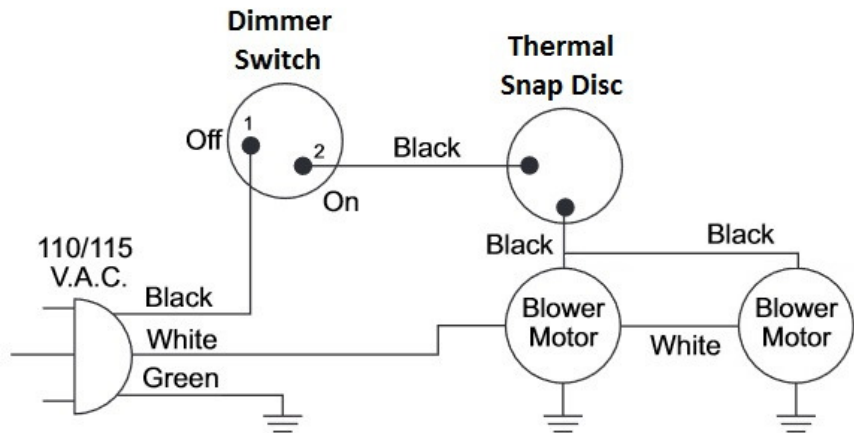 Dimmer
Switch
Thermal
Snap Disc
Off
1
2
On
Black
110/115
V.A.C.
Black
White
Green
Black
Black
Blower
Motor
White
Blower
Motor